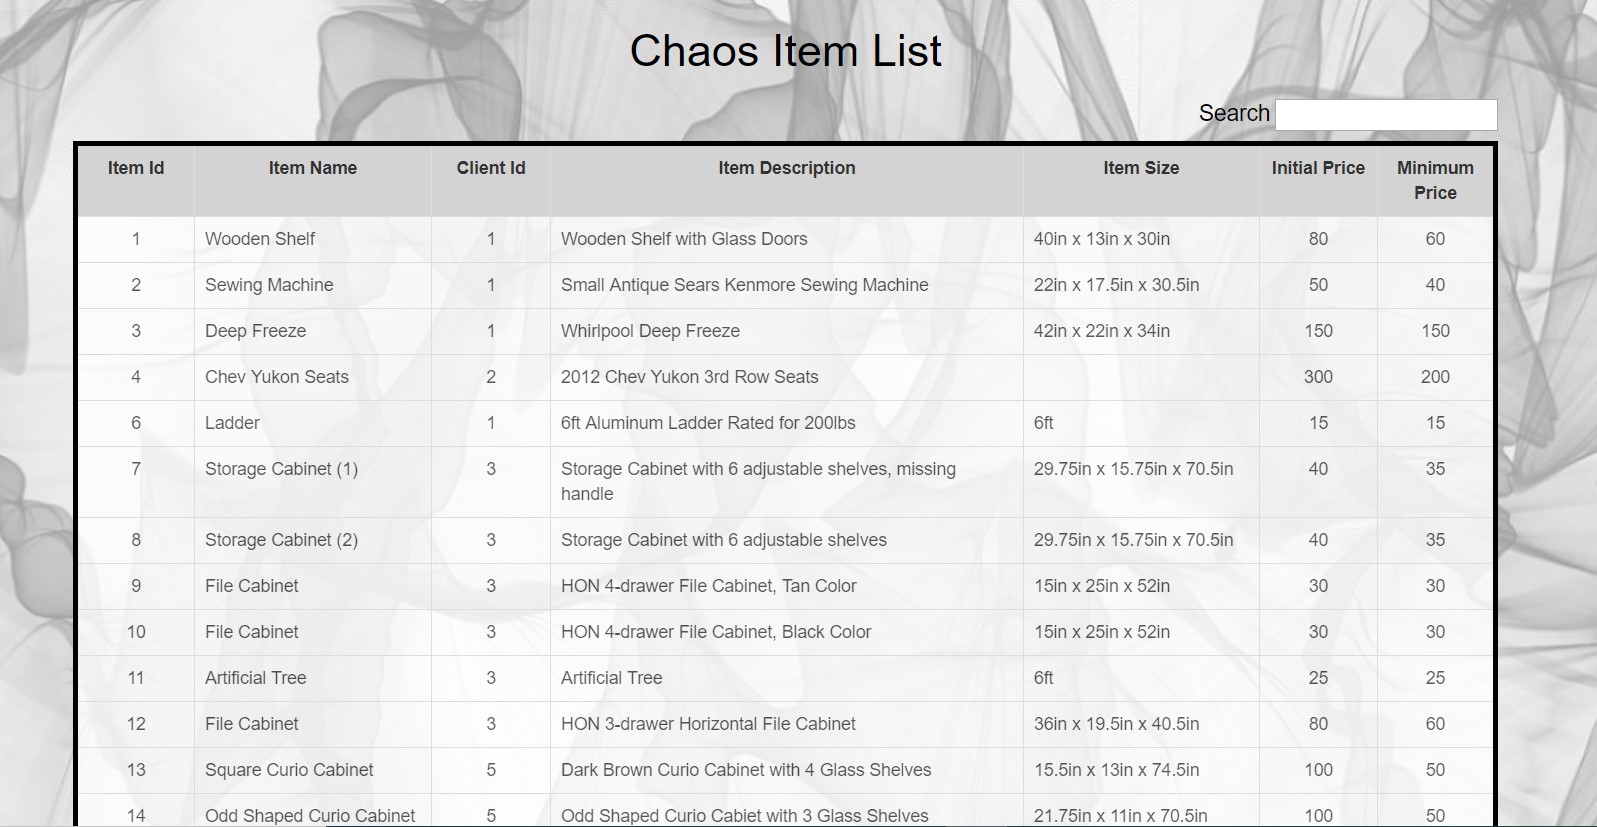 Chaos Item List
Search
Item Id Item Name Client Id Item Description Item Size Initial Price Minimum
Price
1 Wooden Shelf 1 Wooden Shelf with Glass Doors 40in x 13in x 30in 80 60
2 Sewing Machine 1 Small Antique Sears Kenmore Sewing Machine 22in x 17.5in x 30.5in 50 40
3 Deep Freeze 1 Whirlpool Deep Freeze 42in x 22in x 34in 150 150
4 Chev Yukon Seats 2 2012 Chev Yukon 3rd Row Seats 300 200
6 Ladder 1 6ft Aluminum Ladder Rated for 200lbs 6ft 15 15
7 Storage Cabinet (1) 3 Storage Cabinet with 6 adjustable shelves, missing 29.75in x 15.75in x 70.5in 40 35
handle
8 Storage Cabinet (2) 3 Storage Cabinet with 6 adjustable shelves 29.75in x 15.75in x 70.5in 40 35
9 File Cabinet 3 HON 4-drawer File Cabinet, Tan Color 15in x 25in x 52in 30 30
10 File Cabinet 3 HON 4-drawer File Cabinet, Black Color 15in x 25in x 52in 30 30
11 Artificial Tree 3 Artificial Tree 6ft 25 25
12 File Cabinet 3 HON 3-drawer Horizontal File Cabinet 36in x 19.5in x 40.5in 80 60
13 Square Curio Cabinet 5 Dark Brown Curio Cabinet with 4 Glass Shelves 15.5in x 13in x 74.5in 100 50
14 Odd Shaped Curio Cabinet 5 Odd Shaped Curio Cabiet with 3 Glass Shelves 21.75in x 11in x 70.5in 100 50